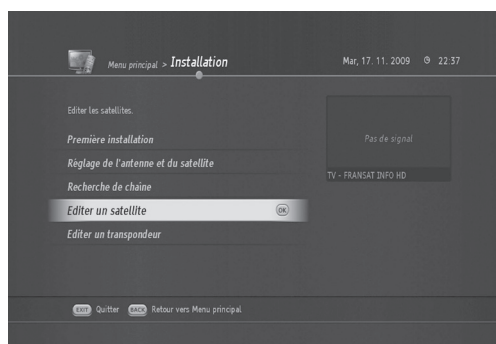 Menu principal > Installation
Mar, 17. 11. 2009 22:37
Editer les satellites.
Première installation
Règlage de l'antenne et du satellite
Recherche de chaîne
Editer un satellite OK
Editer un transpondeur
Pas de signal
TV - FRANSAT INFO HD
EXIT Quitter BACK Retour vers Menu principal.